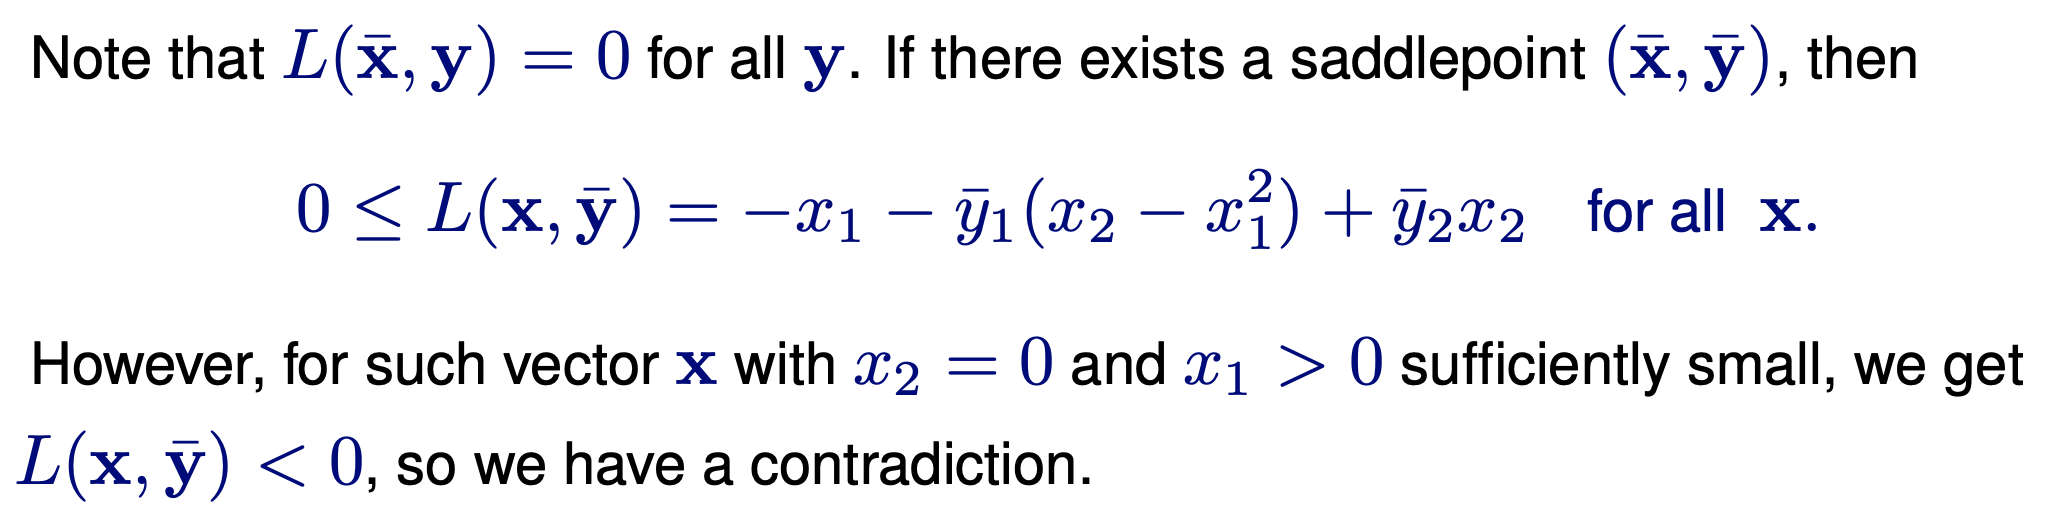 Note that L(x̄, y) = 0 for all y. If there exists a saddlepoint (x̄, ȳ), then
0 ≤ L(x, ȳ) = −x₁ − ȳ₁(x₂ − x₁²) + ȳ₂x₂ for all x.
However, for such vector x with x₂ = 0 and x₁ > 0 sufficiently small, we get
L(x, ȳ) < 0, so we have a contradiction.